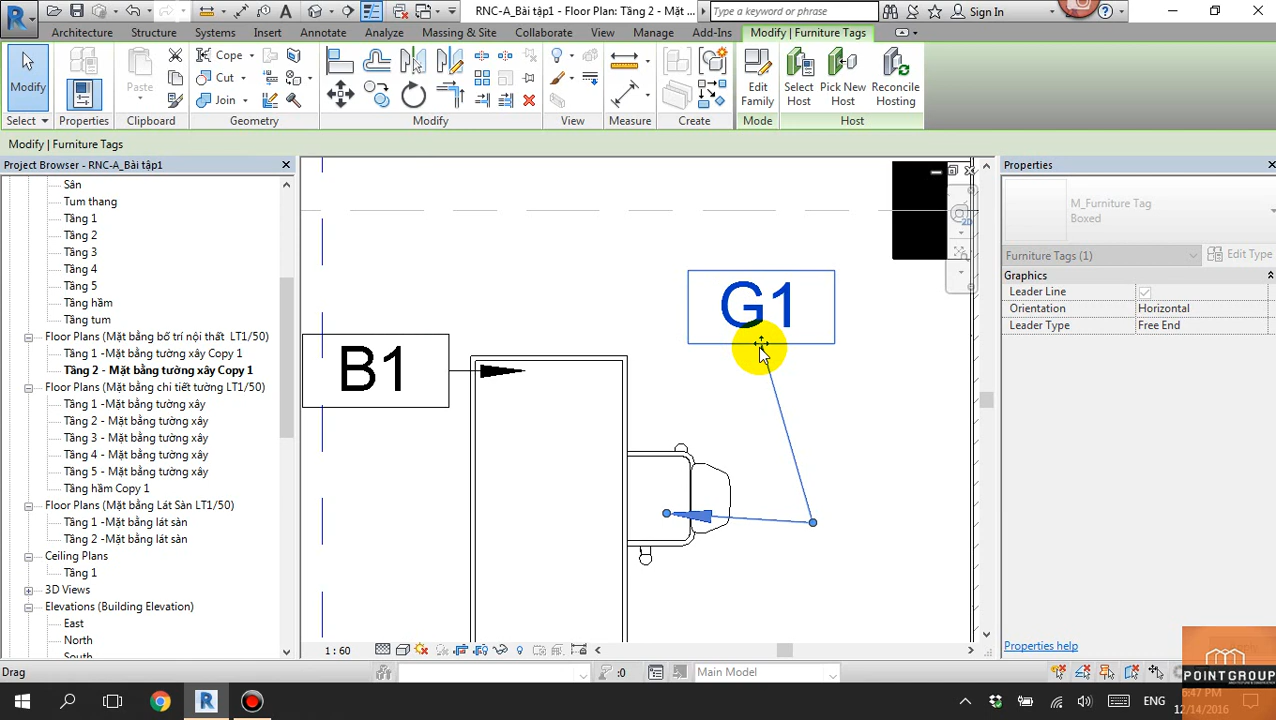 RNC-A_Bài tập1 - Floor Plan: Tầng 2 - Mặt ...
Type a keyword or phrase
Sign In
Architecture
Structure
Systems
Insert
Annotate
Analyze
Massing & Site
Collaborate
View
Manage
Add-Ins
Modify | Furniture Tags
Modify
Paste
Cope
Cut
Join
Edit
Family
Select
Host
Pick New
Host
Reconcile
Hosting
Select
Properties
Clipboard
Geometry
Modify
View
Measure
Create
Mode
Host
Modify | Furniture Tags
Project Browser - RNC-A_Bài tập1
Sân
Tum thang
Tầng 1
Tầng 2
Tầng 3
Tầng 4
Tầng 5
Tầng hầm
Tầng tum
Floor Plans (Mặt bằng bố trí nội thất LT1/50)
Tầng 1 -Mặt bằng tường xây Copy 1
Tầng 2 - Mặt bằng tường xây Copy 1
Floor Plans (Mặt bằng chi tiết tường LT1/50)
Tầng 1 -Mặt bằng tường xây
Tầng 2 - Mặt bằng tường xây
Tầng 3 - Mặt bằng tường xây
Tầng 4 - Mặt bằng tường xây
Tầng 5 - Mặt bằng tường xây
Tầng hầm Copy 1
Floor Plans (Mặt bằng Lát Sàn LT1/50)
Tầng 1 -Mặt bằng lát sàn
Tầng 2 -Mặt bằng lát sàn
Ceiling Plans
Tầng 1
3D Views
Elevations (Building Elevation)
East
North
South
2D
G1
B1
Properties
M_Furniture Tag
Boxed
Furniture Tags (1)
Edit Type
Graphics
Leader Line
Orientation
Horizontal
Leader Type
Free End
Properties help
1 : 60
Drag
:0
Main Model
POINTGROUP
ENG
12/14/2016